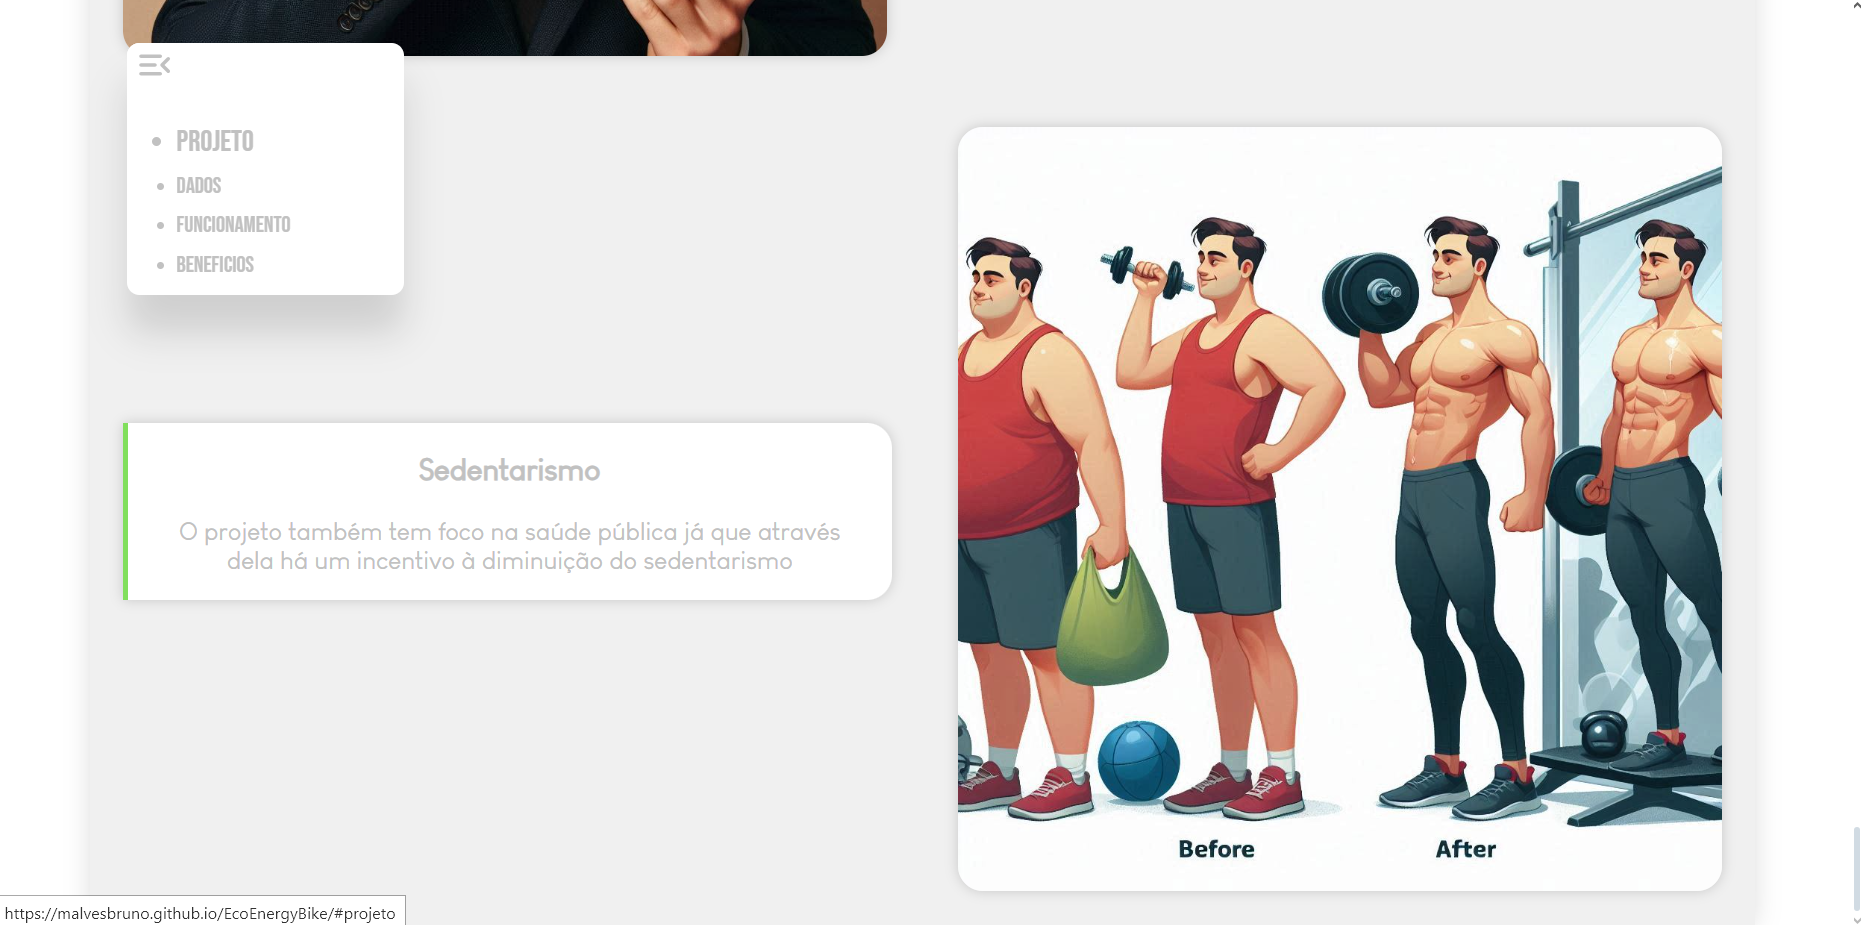 PROJETO
DADOS
FUNCIONAMENTO
BENEFICIOS
Sedentarismo
O projeto também tem foco na saúde pública já que através
dela há um incentivo à diminuição do sedentarismo
Before
After
https://malvesbruno.github.io/EcoEnergyBike/#projeto